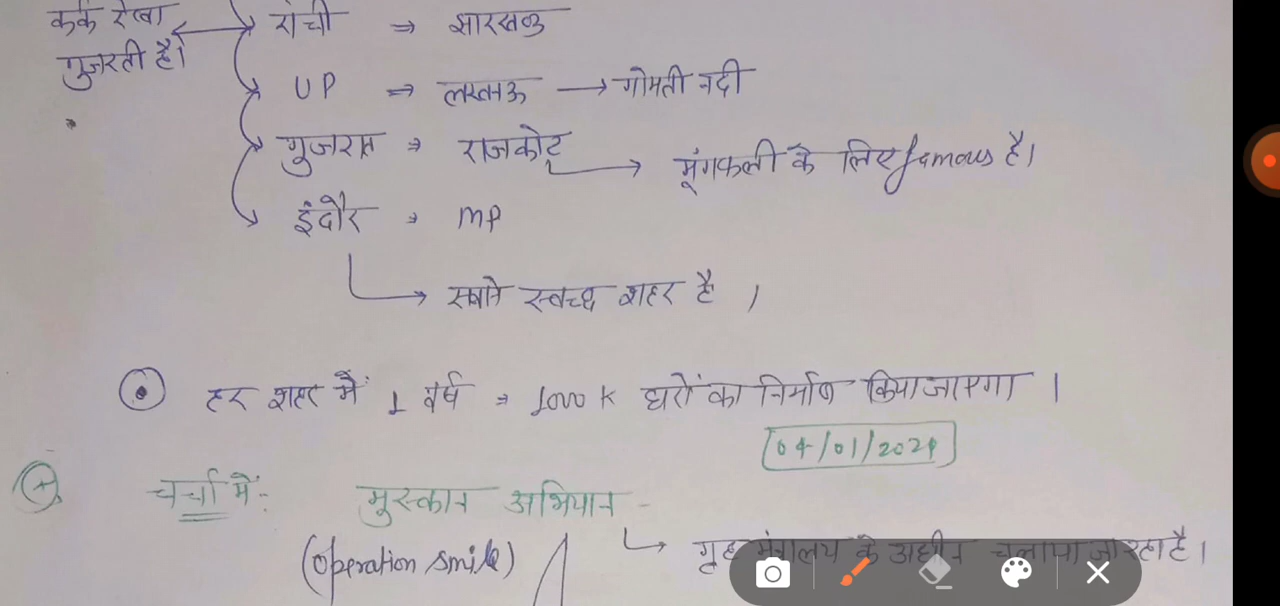 कर्क रेखा
गुजरती है।
रांची ⇒ झारखण्ड
UP ⇒ लखनऊ → गोमती नदी
गुजरात ⇒ राजकोट → मूंगफली के लिए famous है।
इंदौर ⇒ MP
→ सबसे स्वच्छ शहर है ।
हर शहर में 1 वर्ष ⇒ 1000 K घरों का निर्माण किया जाएगा ।
04/01/2021
चर्चा में:- मुस्कान अभियान -
(operation smile) → गृह मंत्रालय के अधीन चलाया जा रहा है।